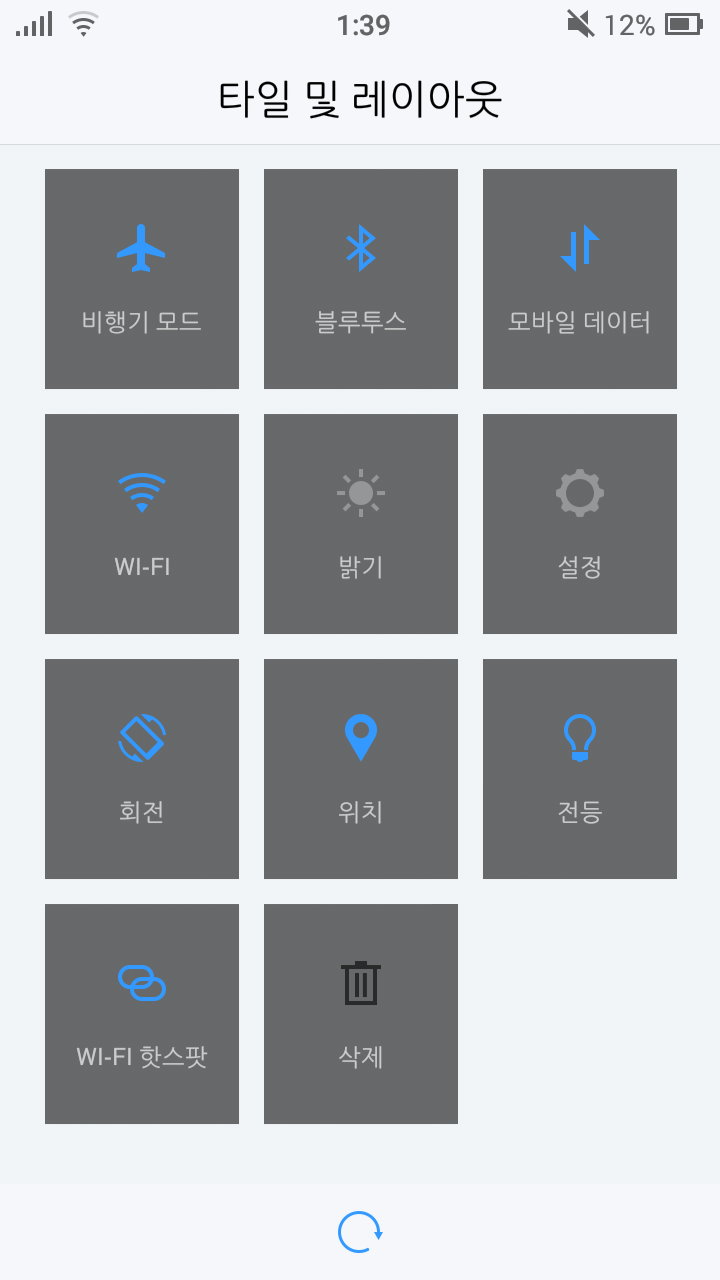 1:39
12%
타일 및 레이아웃
비행기 모드
블루투스
모바일 데이터
WI-FI
밝기
설정
회전
위치
전등
WI-FI 핫스팟
삭제